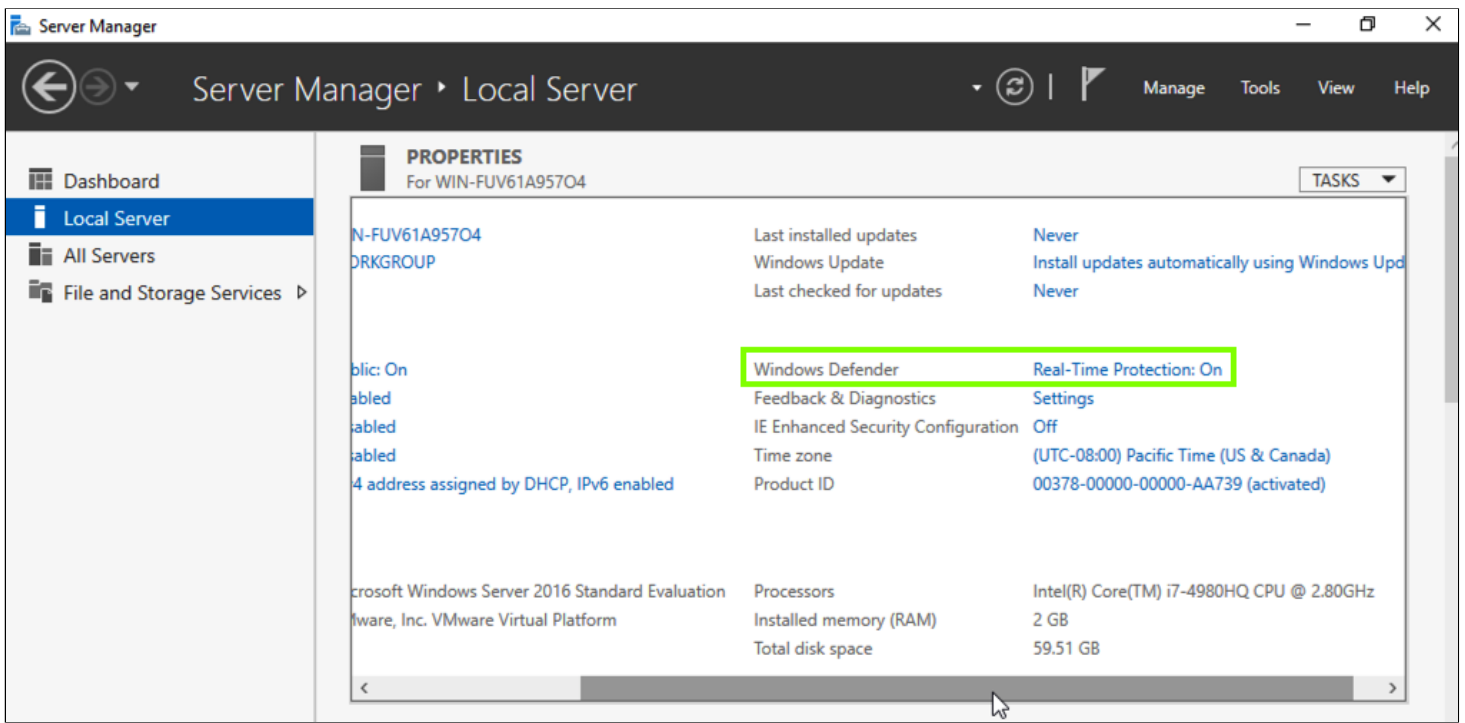 Server Manager
Server Manager ‣ Local Server
Manage Tools View Help
PROPERTIES
For WIN-FUV61A957O4
TASKS
Dashboard
Local Server
All Servers
File and Storage Services
N-FUV61A957O4 Last installed updates Never
ORKGROUP Windows Update Install updates automatically using Windows Upd
Last checked for updates Never
blic: On Windows Defender Real-Time Protection: On
abled Feedback & Diagnostics Settings
sabled IE Enhanced Security Configuration Off
sabled Time zone (UTC-08:00) Pacific Time (US & Canada)
v4 address assigned by DHCP, IPv6 enabled Product ID 00378-00000-00000-AA739 (activated)
crosoft Windows Server 2016 Standard Evaluation Processors Intel(R) Core(TM) i7-4980HQ CPU @ 2.80GHz
Mware, Inc. VMware Virtual Platform Installed memory (RAM) 2 GB
Total disk space 59.51 GB